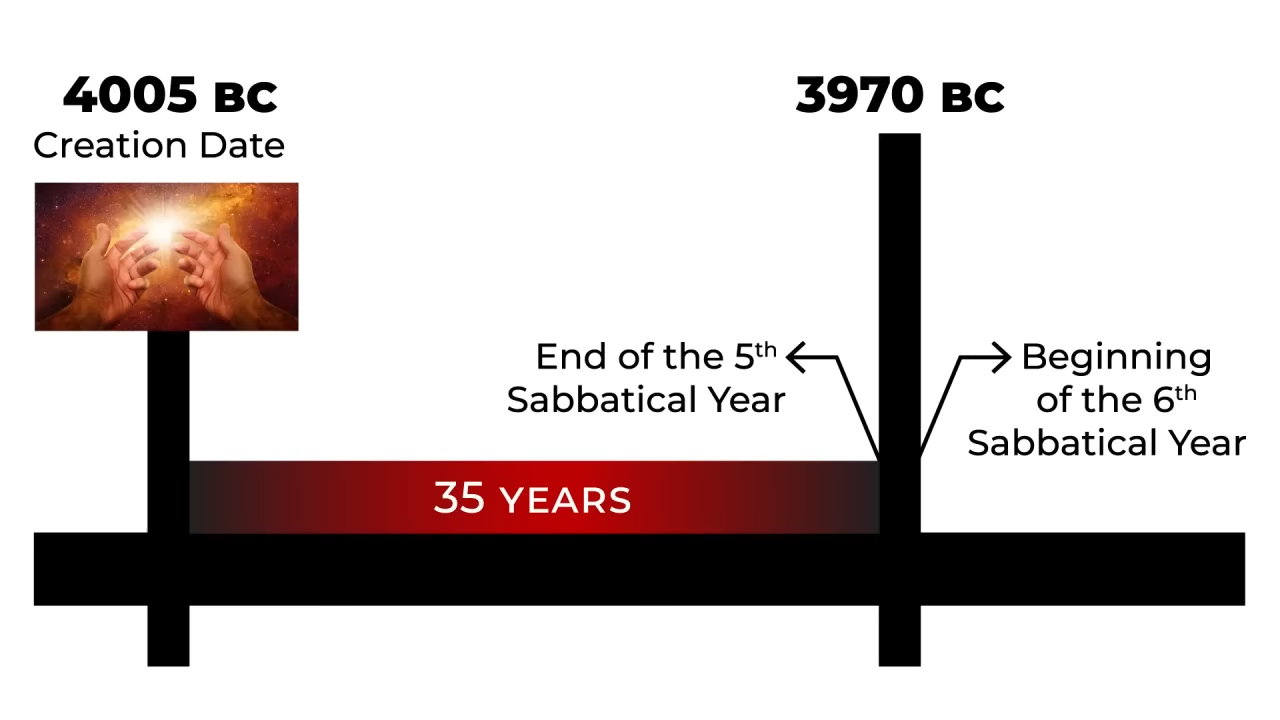 4005 BC
Creation Date
3970 BC
End of the 5th
Sabbatical Year
Beginning
of the 6th
Sabbatical Year
35 YEARS